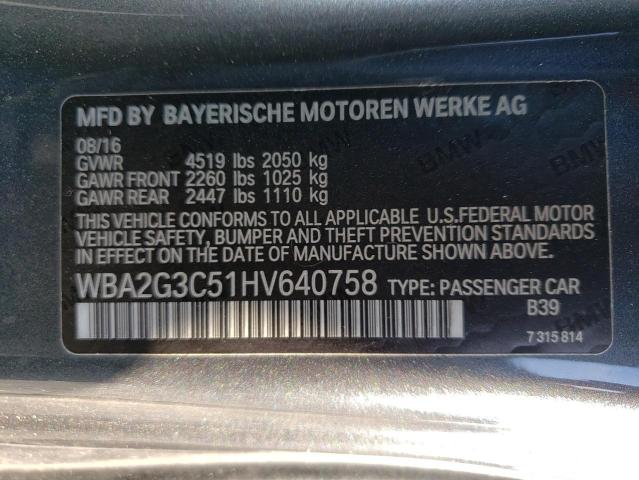 MFD BY BAYERISCHE MOTOREN WERKE AG
08/16
GVWR 4519 lbs 2050 kg
GAWR FRONT 2260 lbs 1025 kg
GAWR REAR 2447 lbs 1110 kg
THIS VEHICLE CONFORMS TO ALL APPLICABLE U.S.FEDERAL MOTOR
VEHICLE SAFETY, BUMPER AND THEFT PREVENTION STANDARDS
IN EFFECT ON THE DATE OF MANUFACTURE SHOWN ABOVE.
WBA2G3C51HV640758 TYPE: PASSENGER CAR
B39
7 315 814